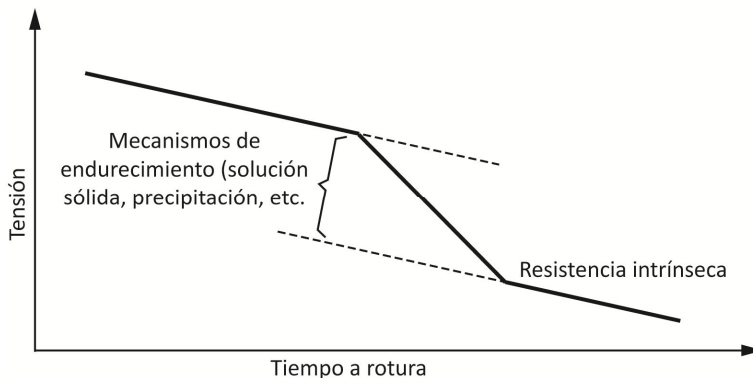 Mecanismos de
endurecimiento (solución
sólida, precipitación, etc.
Tensión
Resistencia intrínseca
Tiempo a rotura